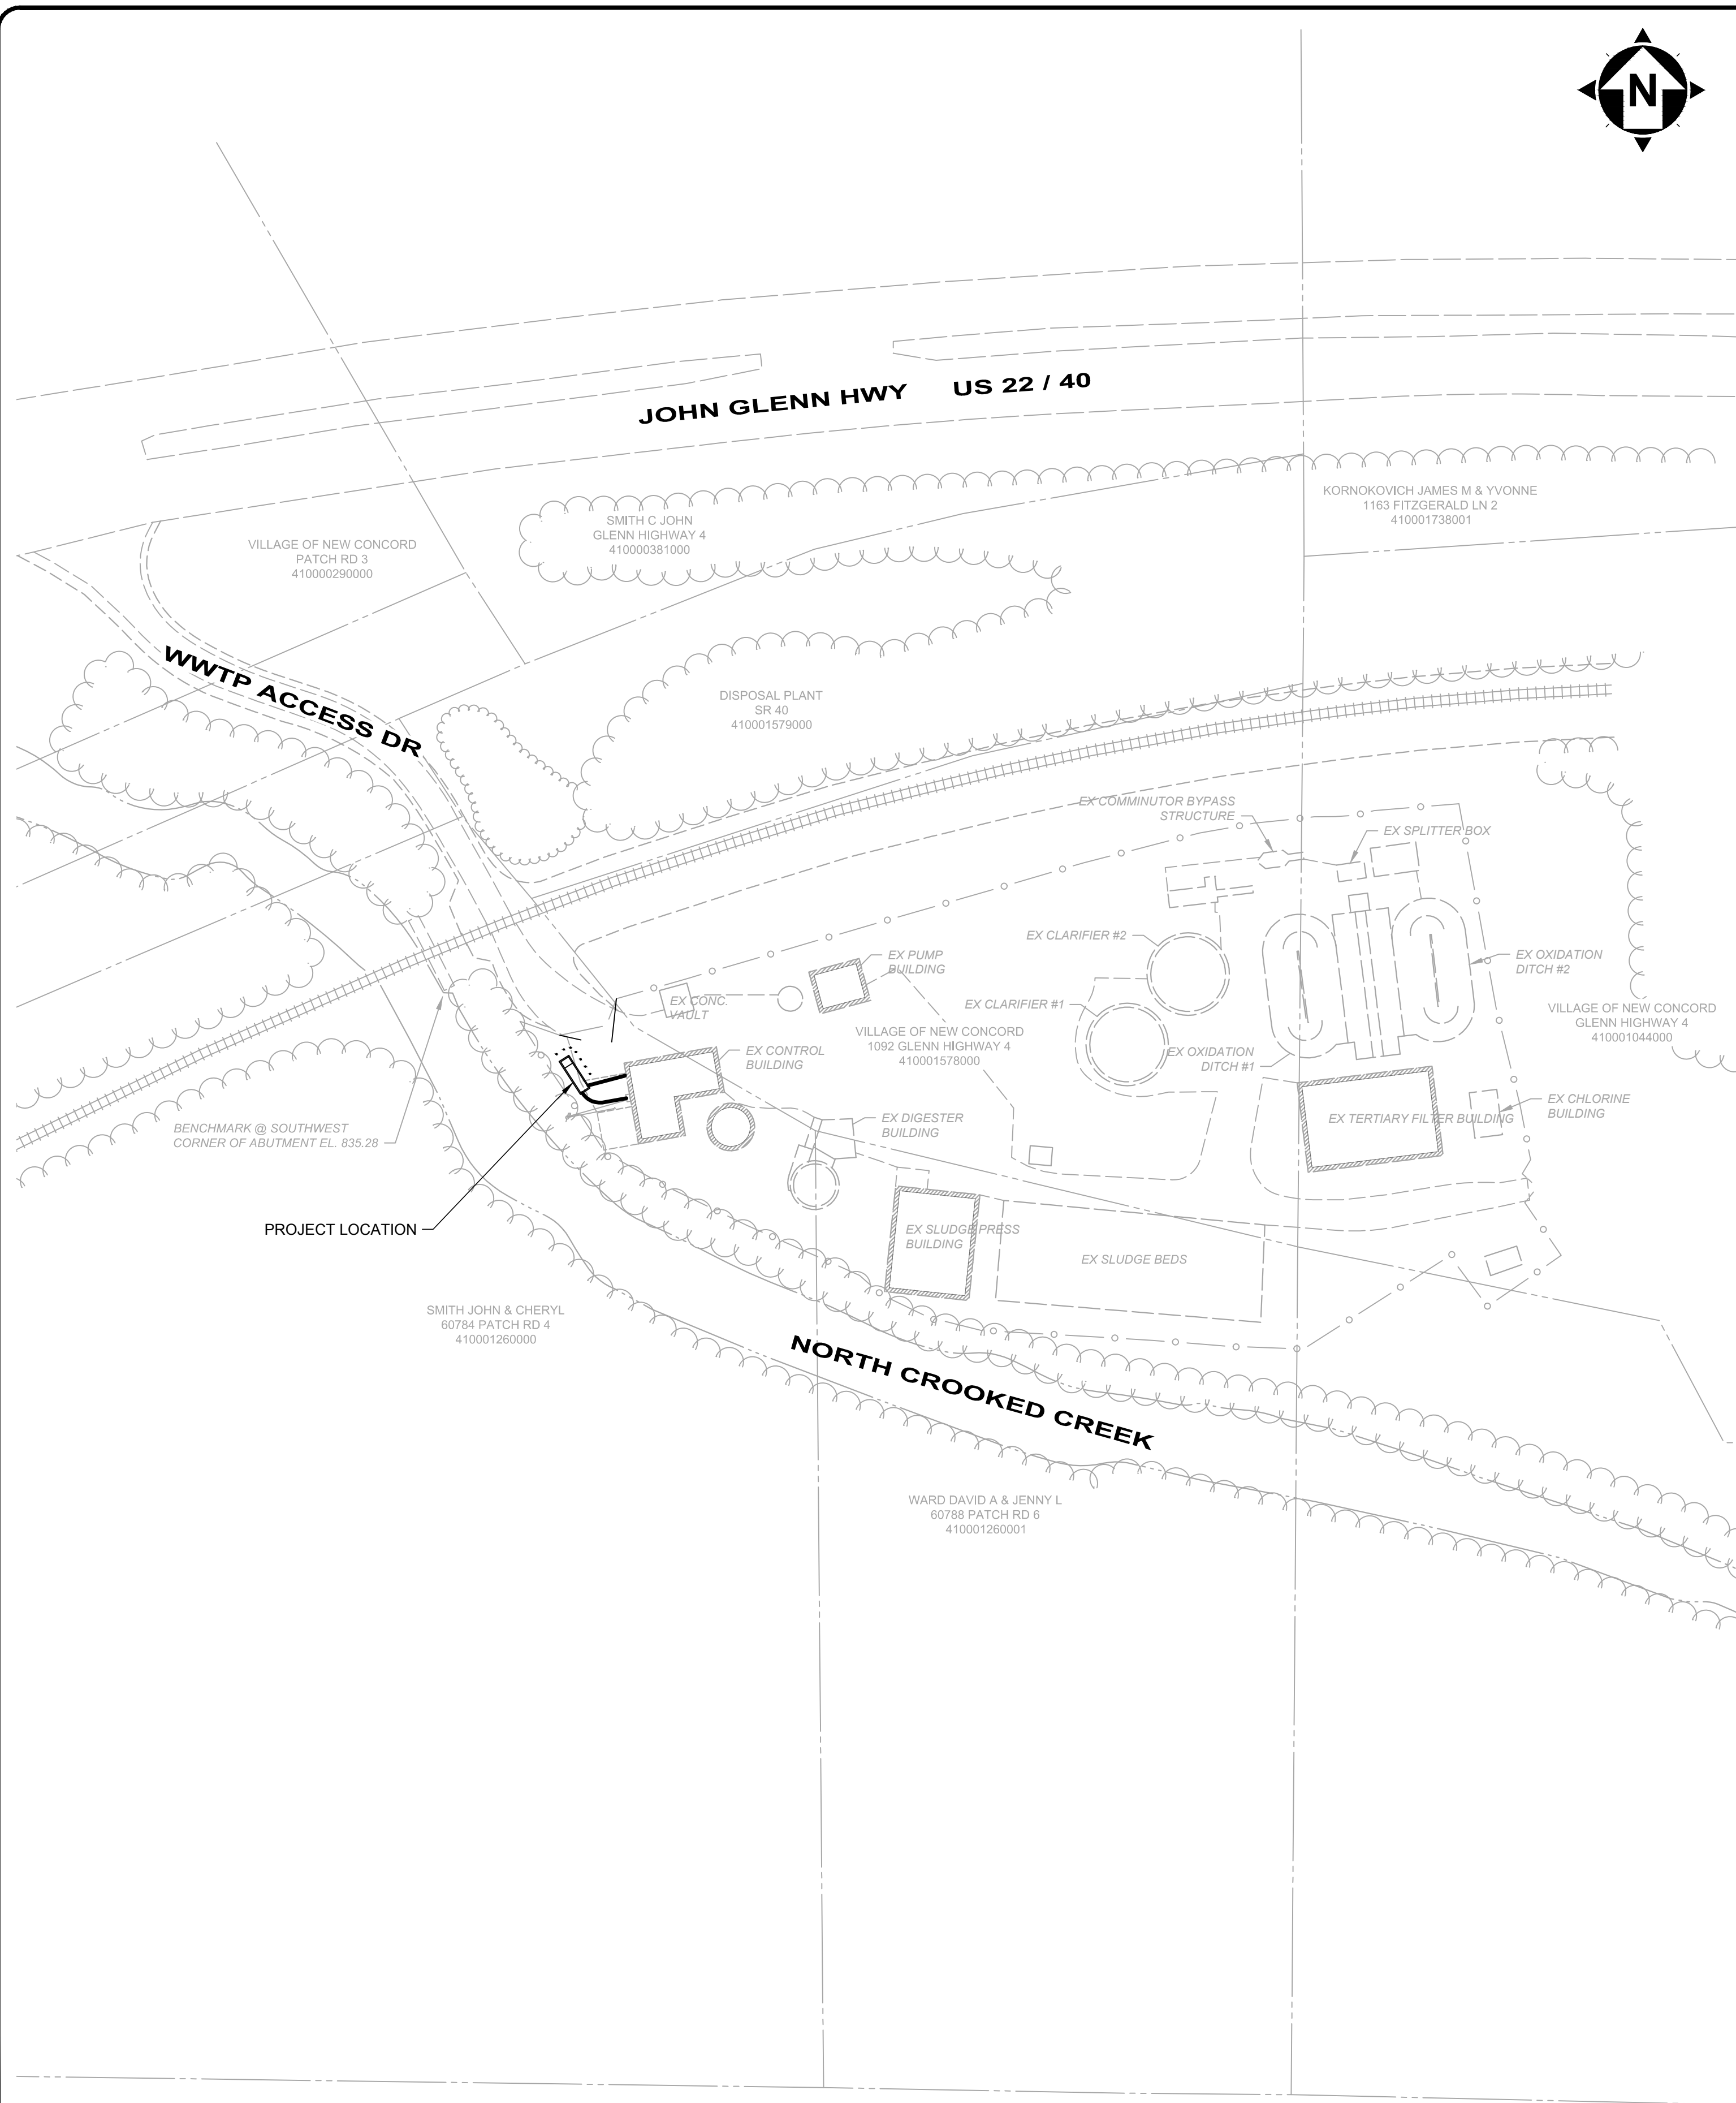 N
JOHN GLENN HWY US 22 / 40
KORNOKOVICH JAMES M & YVONNE
1163 FITZGERALD LN 2
410001738001
SMITH C JOHN
GLENN HIGHWAY 4
410000381000
VILLAGE OF NEW CONCORD
PATCH RD 3
410000290000
WWTP ACCESS DR
DISPOSAL PLANT
SR 40
410001579000
EX COMMINUTOR BYPASS
STRUCTURE
EX SPLITTER BOX
EX CLARIFIER #2
EX PUMP
BUILDING
EX OXIDATION
DITCH #2
EX CONC.
VAULT
EX CLARIFIER #1
VILLAGE OF NEW CONCORD
GLENN HIGHWAY 4
410001044000
VILLAGE OF NEW CONCORD
1092 GLENN HIGHWAY 4
410001578000
EX CONTROL
BUILDING
EX OXIDATION
DITCH #1
EX CHLORINE
BUILDING
EX DIGESTER
BUILDING
EX TERTIARY FILTER BUILDING
BENCHMARK @ SOUTHWEST
CORNER OF ABUTMENT EL. 835.28
PROJECT LOCATION
EX SLUDGE PRESS
BUILDING
EX SLUDGE BEDS
SMITH JOHN & CHERYL
60784 PATCH RD 4
410001260000
NORTH CROOKED CREEK
WARD DAVID A & JENNY L
60788 PATCH RD 6
410001260001